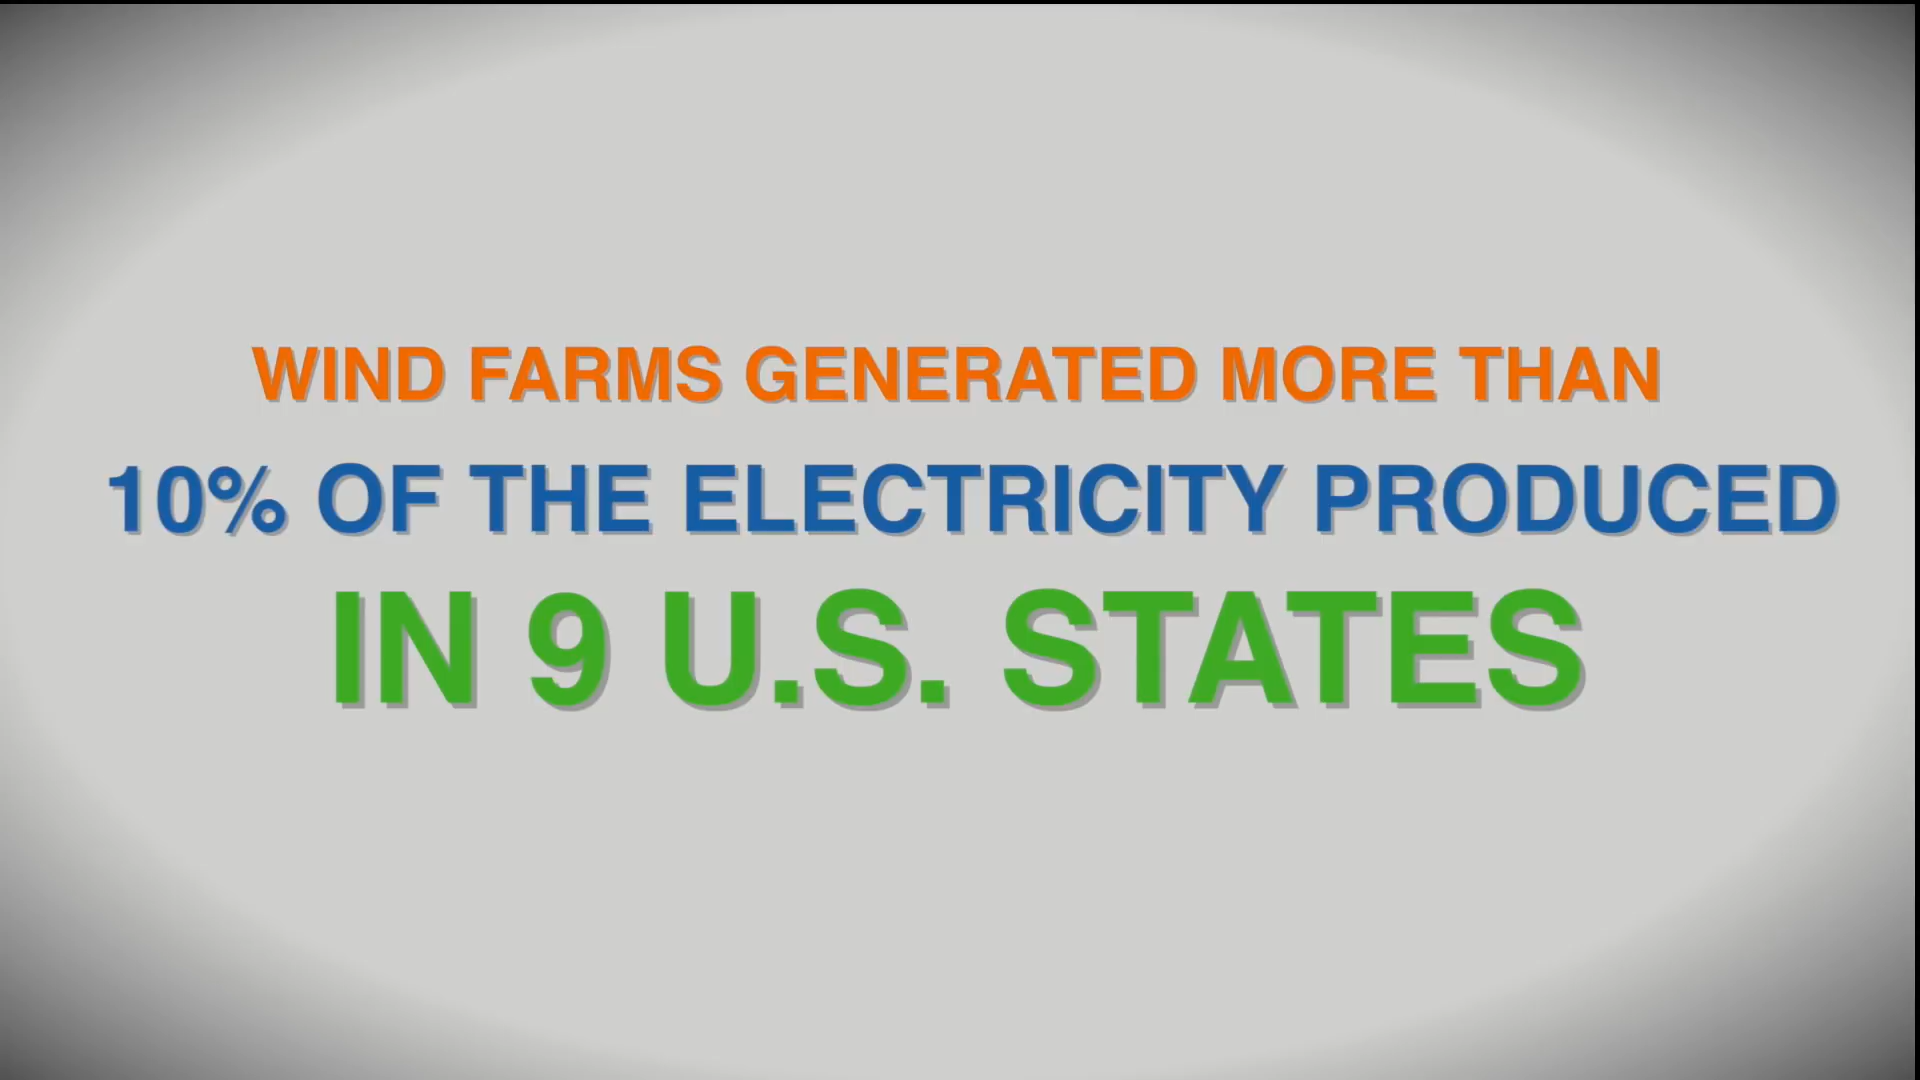 WIND FARMS GENERATED MORE THAN
10% OF THE ELECTRICITY PRODUCED
IN 9 U.S. STATES